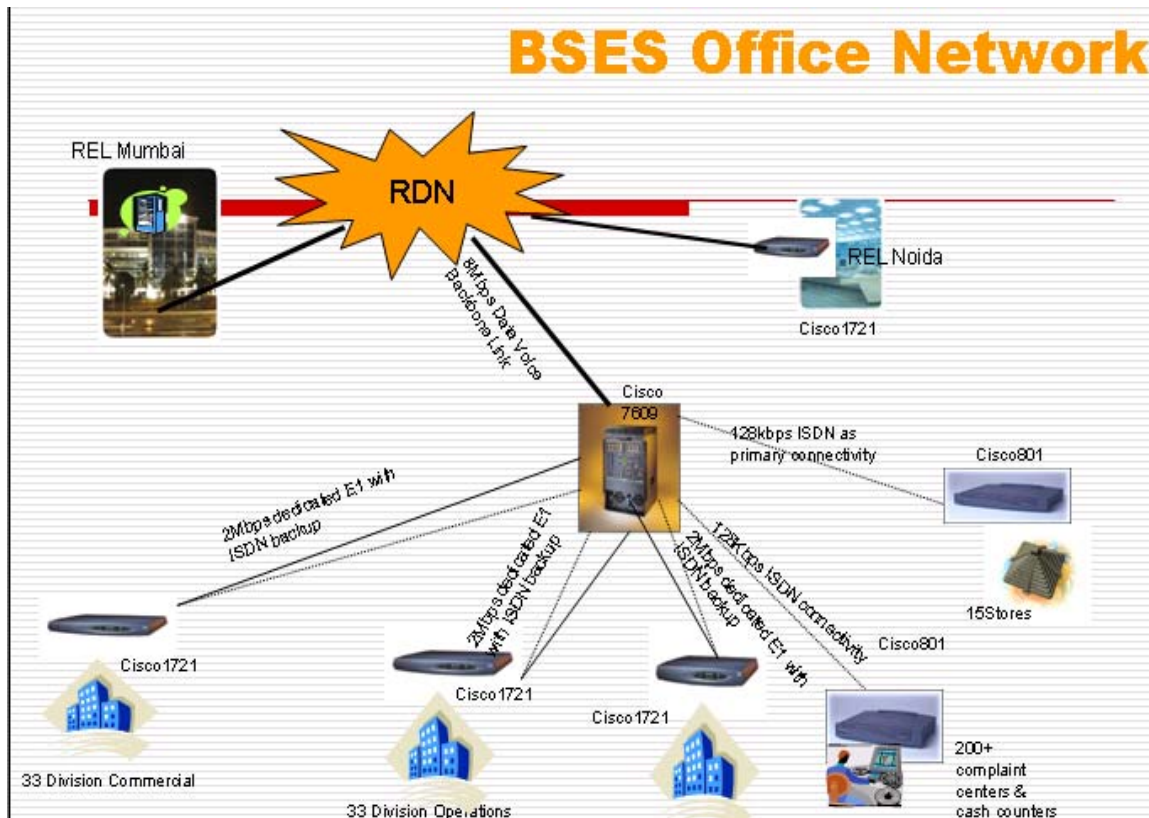 BSES Office Network
REL Mumbai
RDN
REL Noida
Cisco1721
8Mbps Data Voice
Backbone Link
Cisco
7609
128kbps ISDN as
primary connectivity
Cisco801
15Stores
2Mbps dedicated E1 with
ISDN backup
2Mbps dedicated E1
with ISDN backup
2Mbps dedicated E1 with
ISDN backup
128Kbps ISDN connectivity
Cisco801
Cisco1721
Cisco1721
Cisco1721
33 Division Commercial
33 Division Operations
200+
complaint
centers &
cash counters